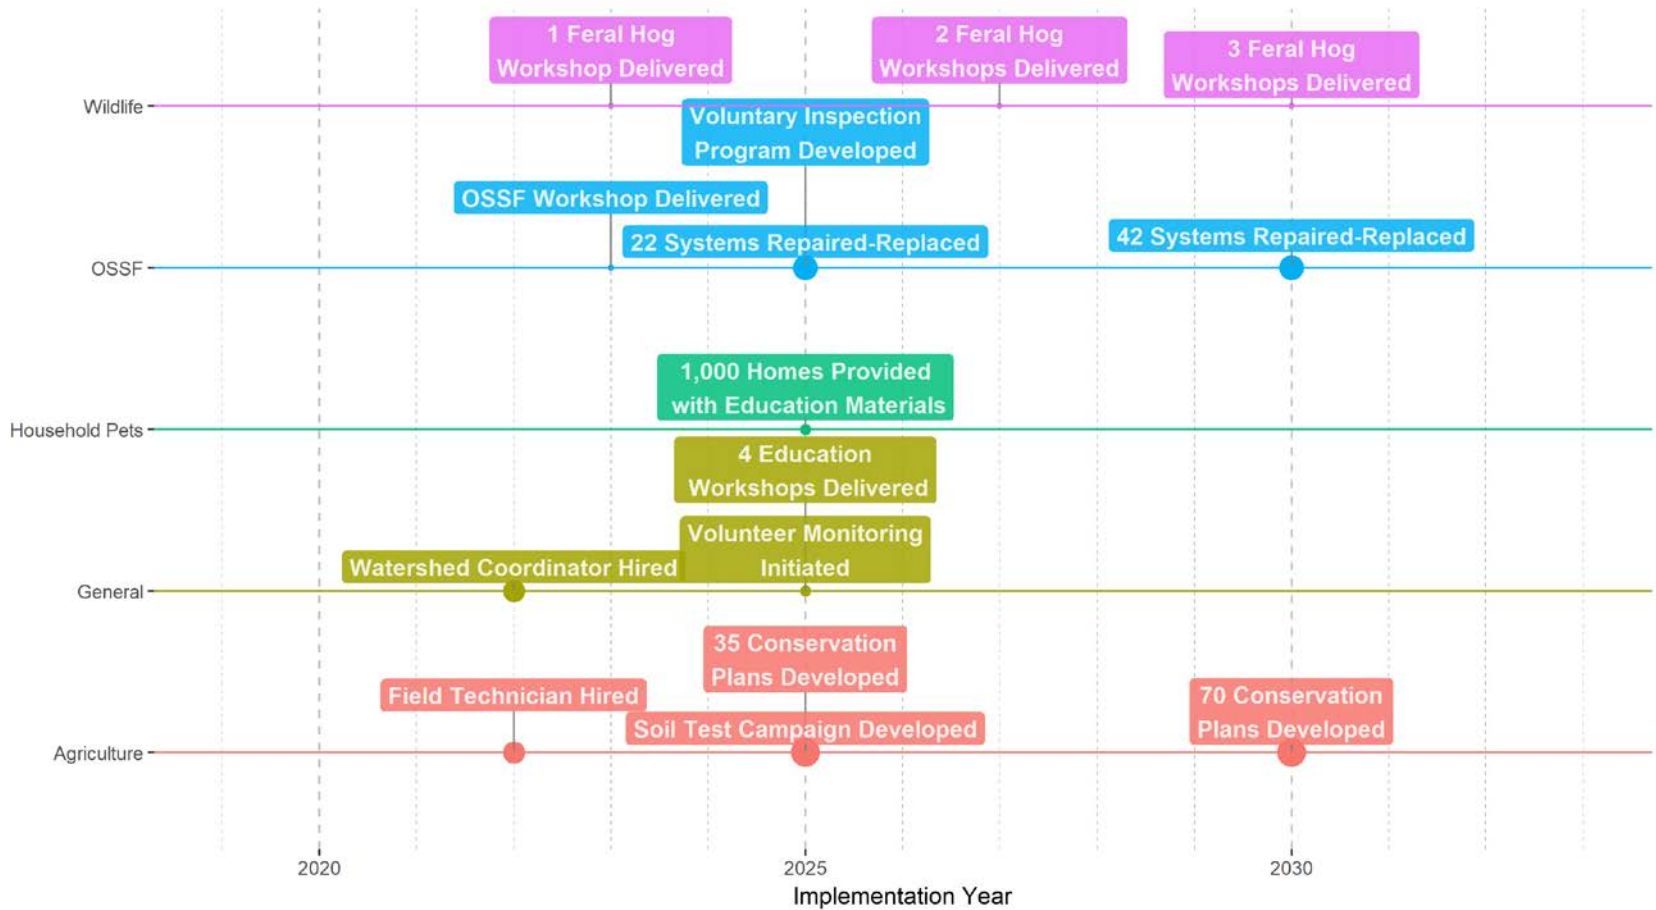 1 Feral Hog
Workshop Delivered
2 Feral Hog
Workshops Delivered
3 Feral Hog
Workshops Delivered
Wildlife
Voluntary Inspection
Program Developed
OSSF Workshop Delivered
22 Systems Repaired-Replaced
42 Systems Repaired-Replaced
OSSF
1,000 Homes Provided
with Education Materials
Household Pets
4 Education
Workshops Delivered
Volunteer Monitoring
Initiated
Watershed Coordinator Hired
General
35 Conservation
Plans Developed
Field Technician Hired
Soil Test Campaign Developed
70 Conservation
Plans Developed
Agriculture
2020
2025
2030
Implementation Year